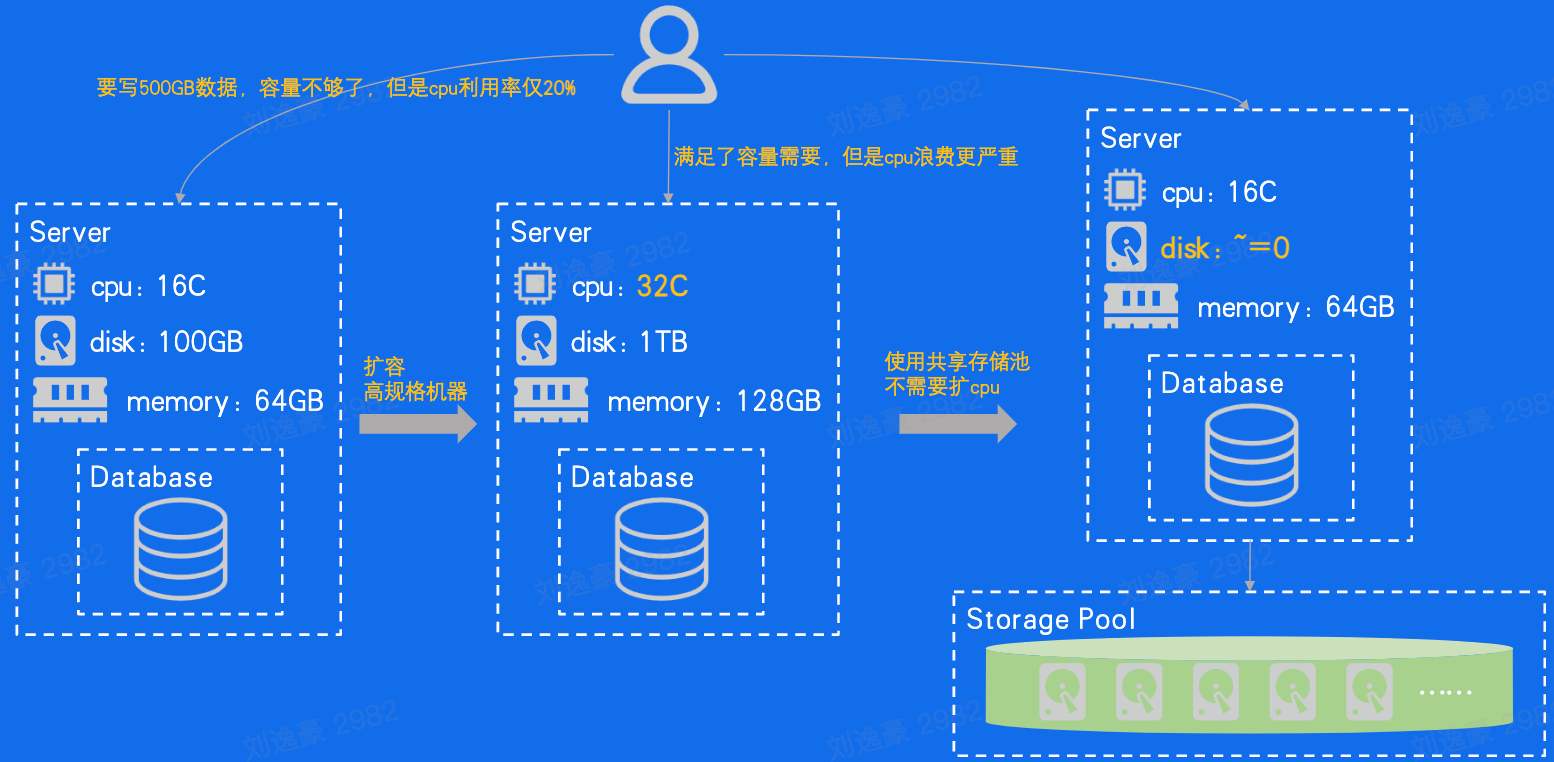 要写500GB数据，容量不够了，但是cpu利用率仅20%
满足了容量需要，但是cpu浪费更严重
Server
cpu：16C
disk：100GB
memory：64GB
Database
扩容
高规格机器
Server
cpu：32C
disk：1TB
memory：128GB
Database
使用共享存储池
不需要扩cpu
Server
cpu：16C
disk：~=0
memory：64GB
Database
Storage Pool
……
刘逸豪 2982